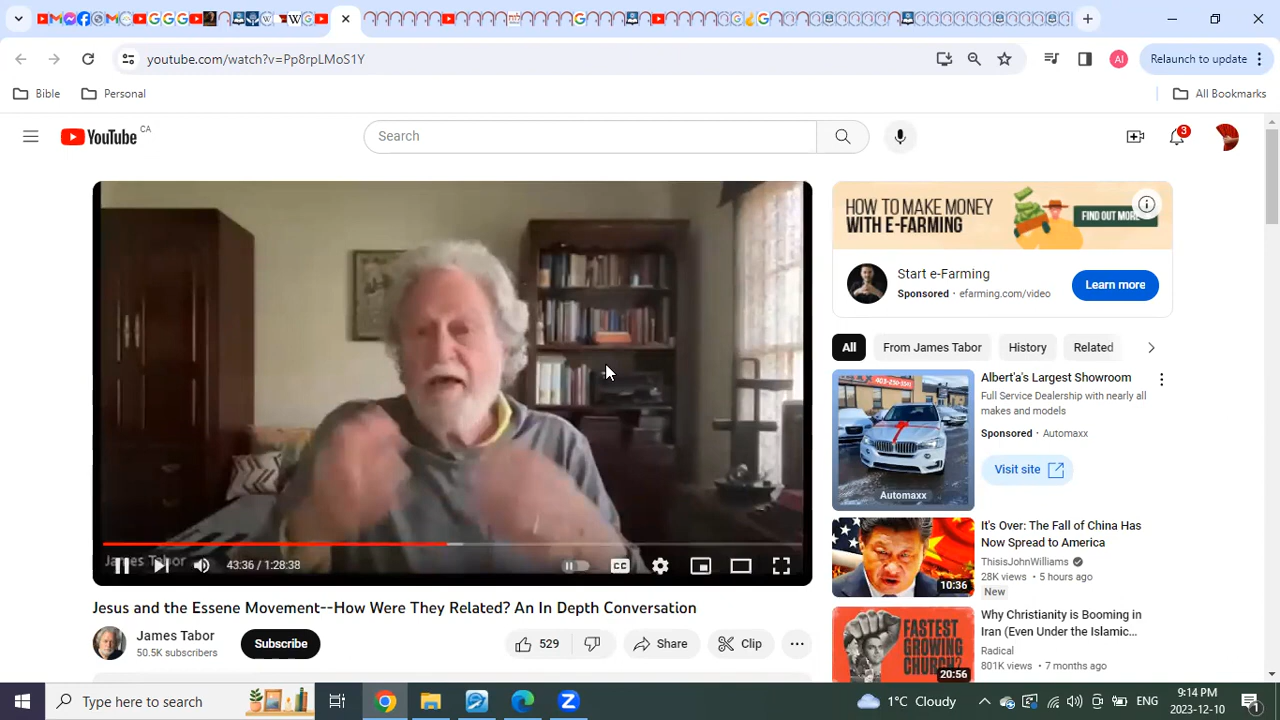 youtube.com/watch?v=Pp8rpLMoS1Y
AI
Relaunch to update
Bible
Personal
All Bookmarks
YouTube CA
Search
3
HOW TO MAKE MONEY
WITH E-FARMING
FIND OUT MORE
Start e-Farming
Sponsored · efarming.com/video
Learn more
All
From James Tabor
History
Related
James Tabor
43:36 / 1:28:38
CC
Albert'a's Largest Showroom
Full Service Dealership with nearly all
makes and models
Sponsored · Automaxx
Visit site
403-250-3541
Automaxx
It's Over: The Fall of China Has
Now Spread to America
ThisisJohnWilliams
28K views · 5 hours ago
New
10:36
Why Christianity is Booming in
Iran (Even Under the Islamic...
Radical
801K views · 7 months ago
FASTEST
GROWING
CHURCH?
20:56
Jesus and the Essene Movement--How Were They Related? An In Depth Conversation
James Tabor
50.5K subscribers
Subscribe
529
Share
Clip
Type here to search
1°C Cloudy
ENG
9:14 PM
2023-12-10
1